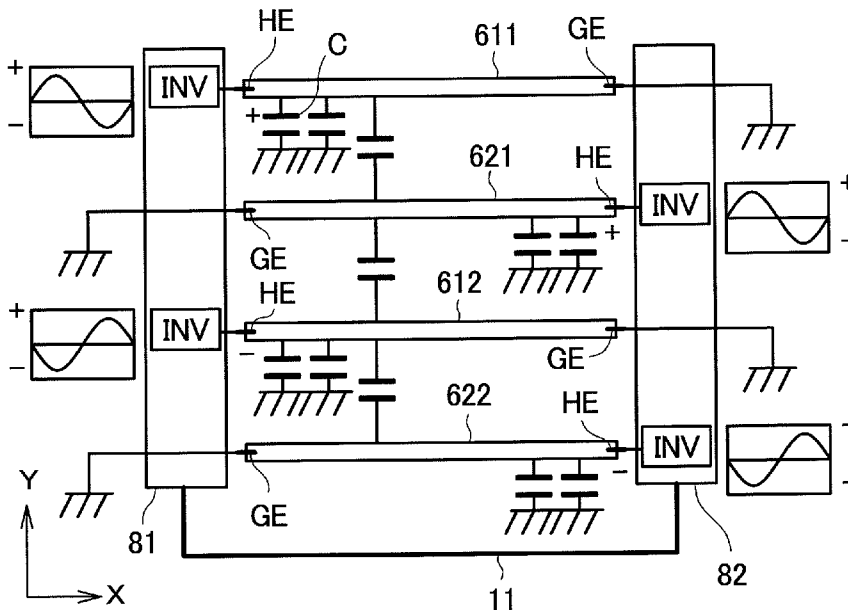 HE
C
611
GE
+
INV
−
+
621
HE
+
INV
+
−
GE
HE
+
INV
612
GE
−
−
622
HE
−
INV
−
−
GE
Y
81
82
X
11